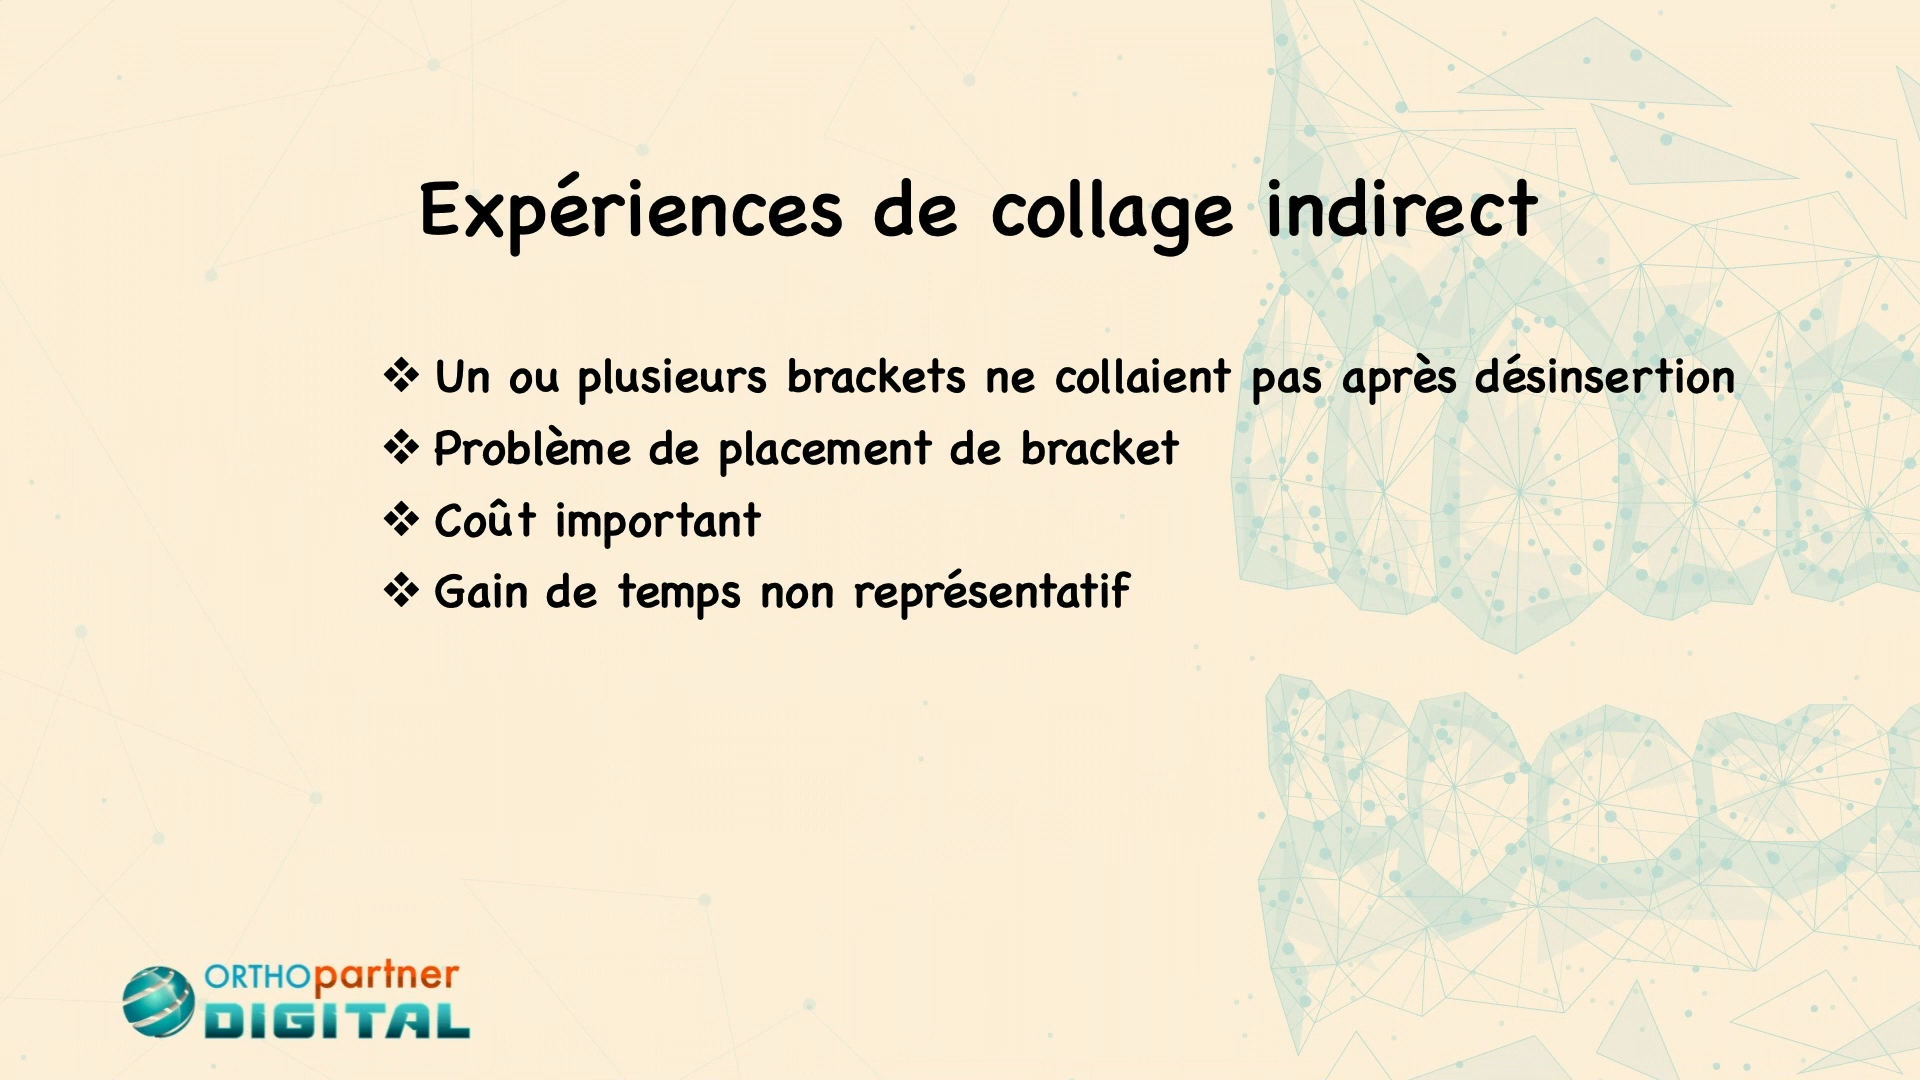 Expériences de collage indirect
❖ Un ou plusieurs brackets ne collaient pas après désinsertion
❖ Problème de placement de bracket
❖ Coût important
❖ Gain de temps non représentatif
ORTHOpartner
DIGITAL